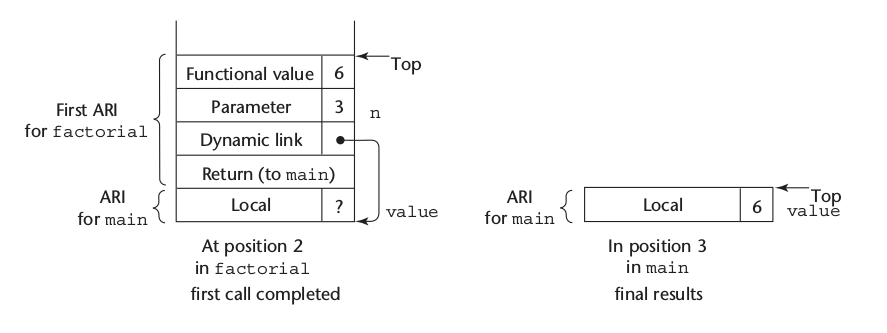 Top
Functional value 6
First ARI
for factorial
Parameter 3
n
Dynamic link
Return (to main)
ARI
for main
Local ?
value
At position 2
in factorial
first call completed
ARI
for main
Local 6
Top
value
In position 3
in main
final results